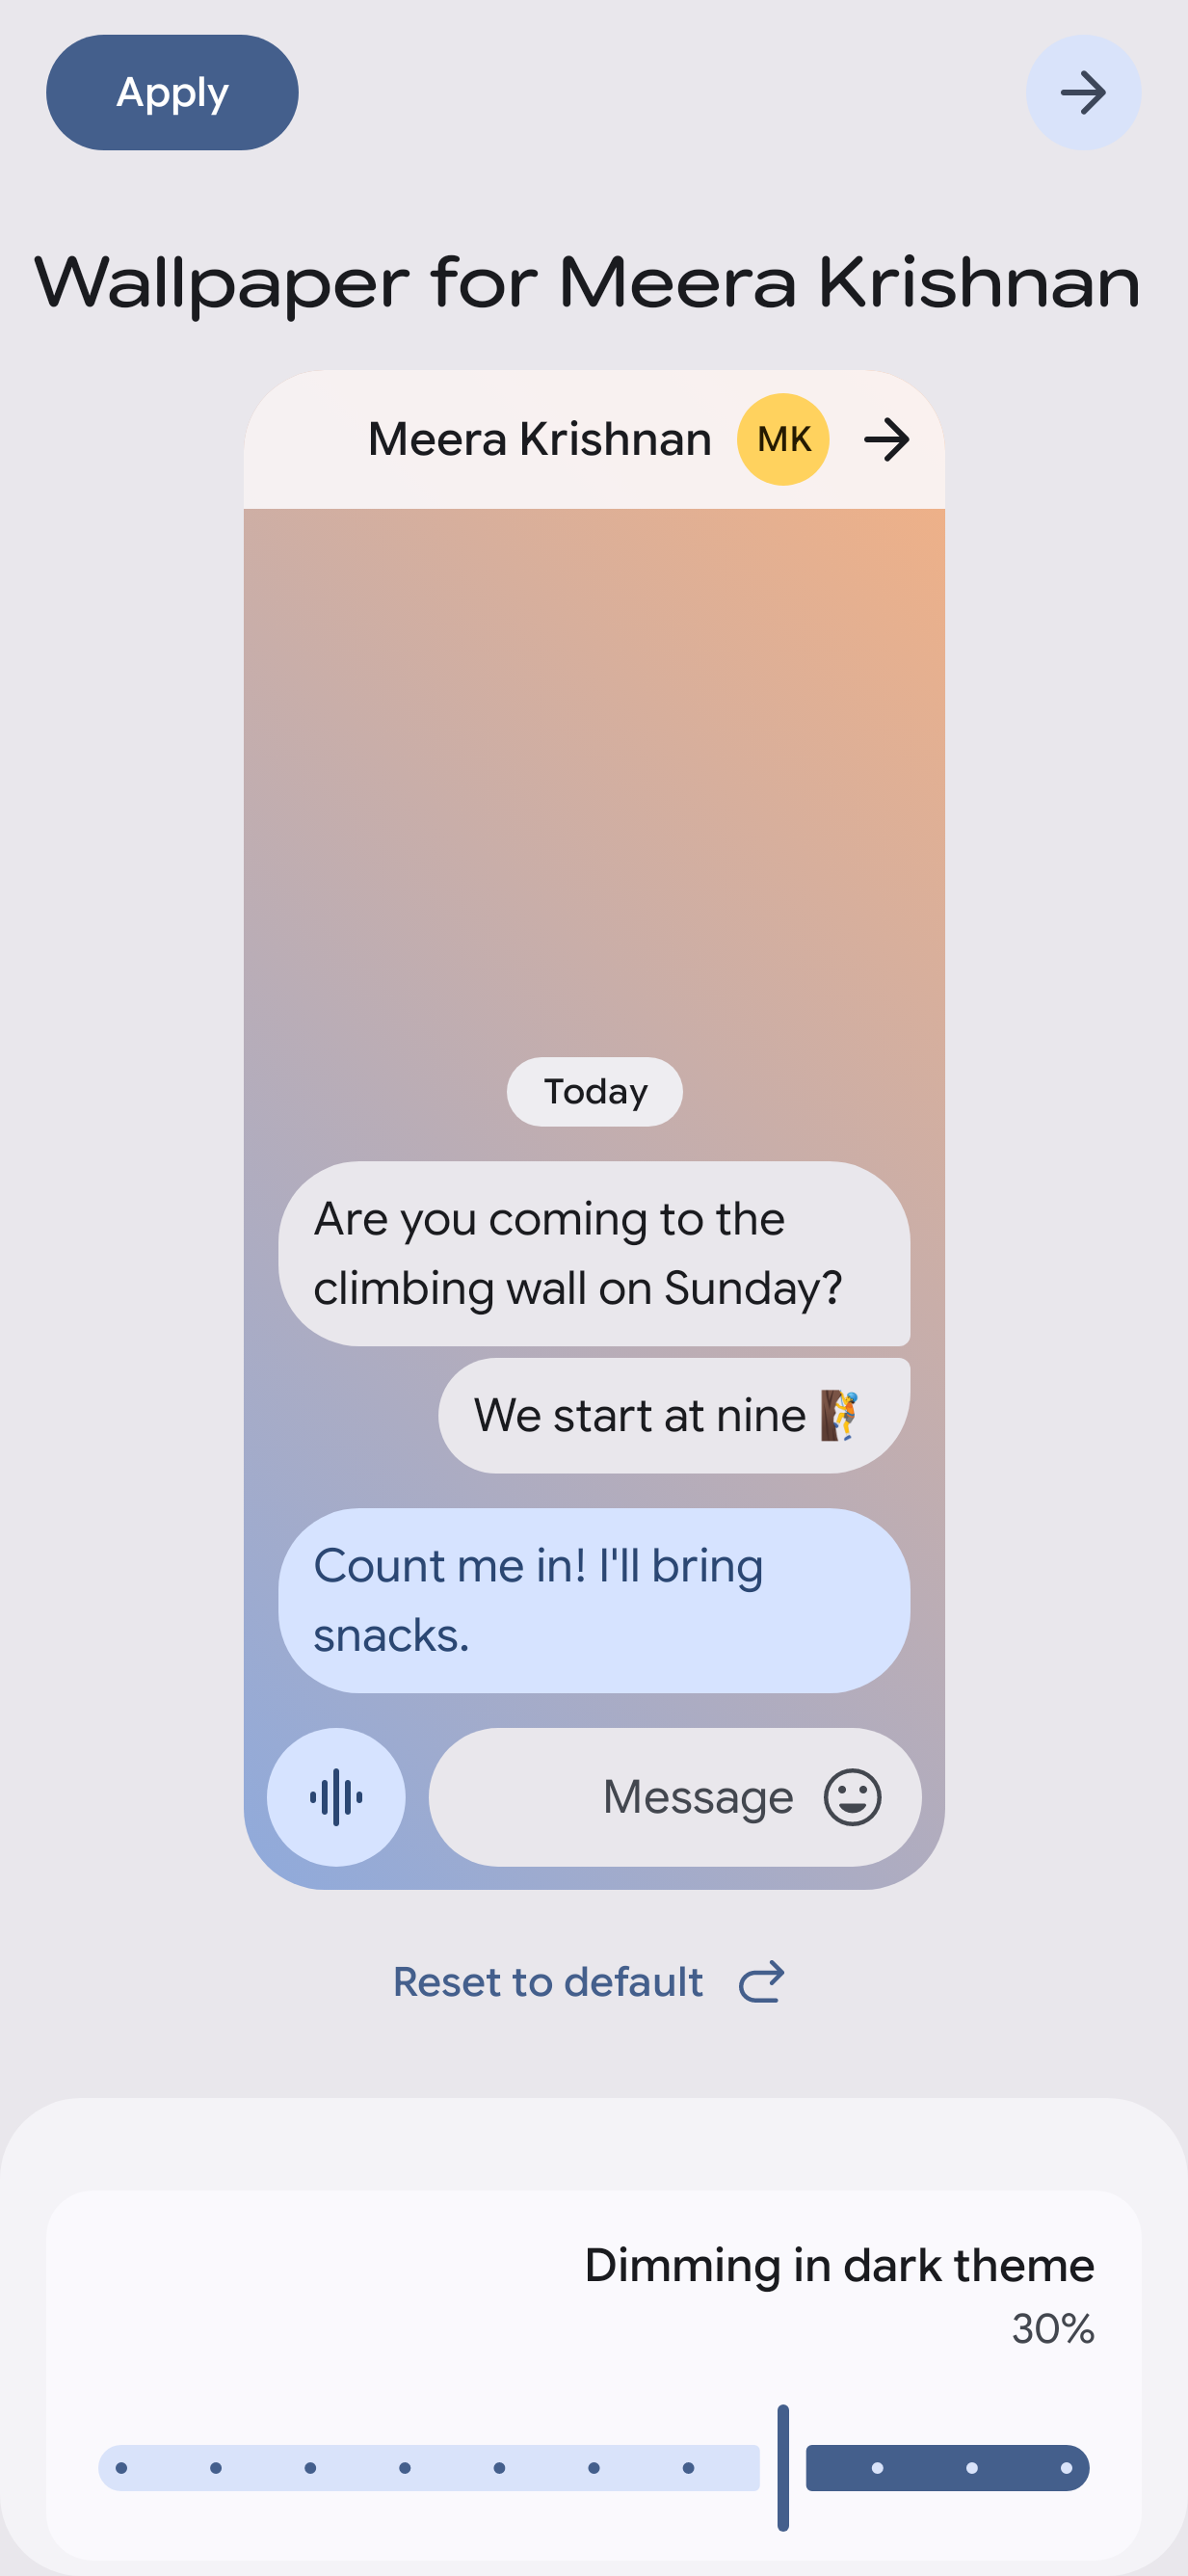 Apply
Wallpaper for Meera Krishnan
Meera Krishnan
MK
Today
Are you coming to the
climbing wall on Sunday?
We start at nine 🧗
Count me in! I'll bring
snacks.
Message
Reset to default
Dimming in dark theme
30%